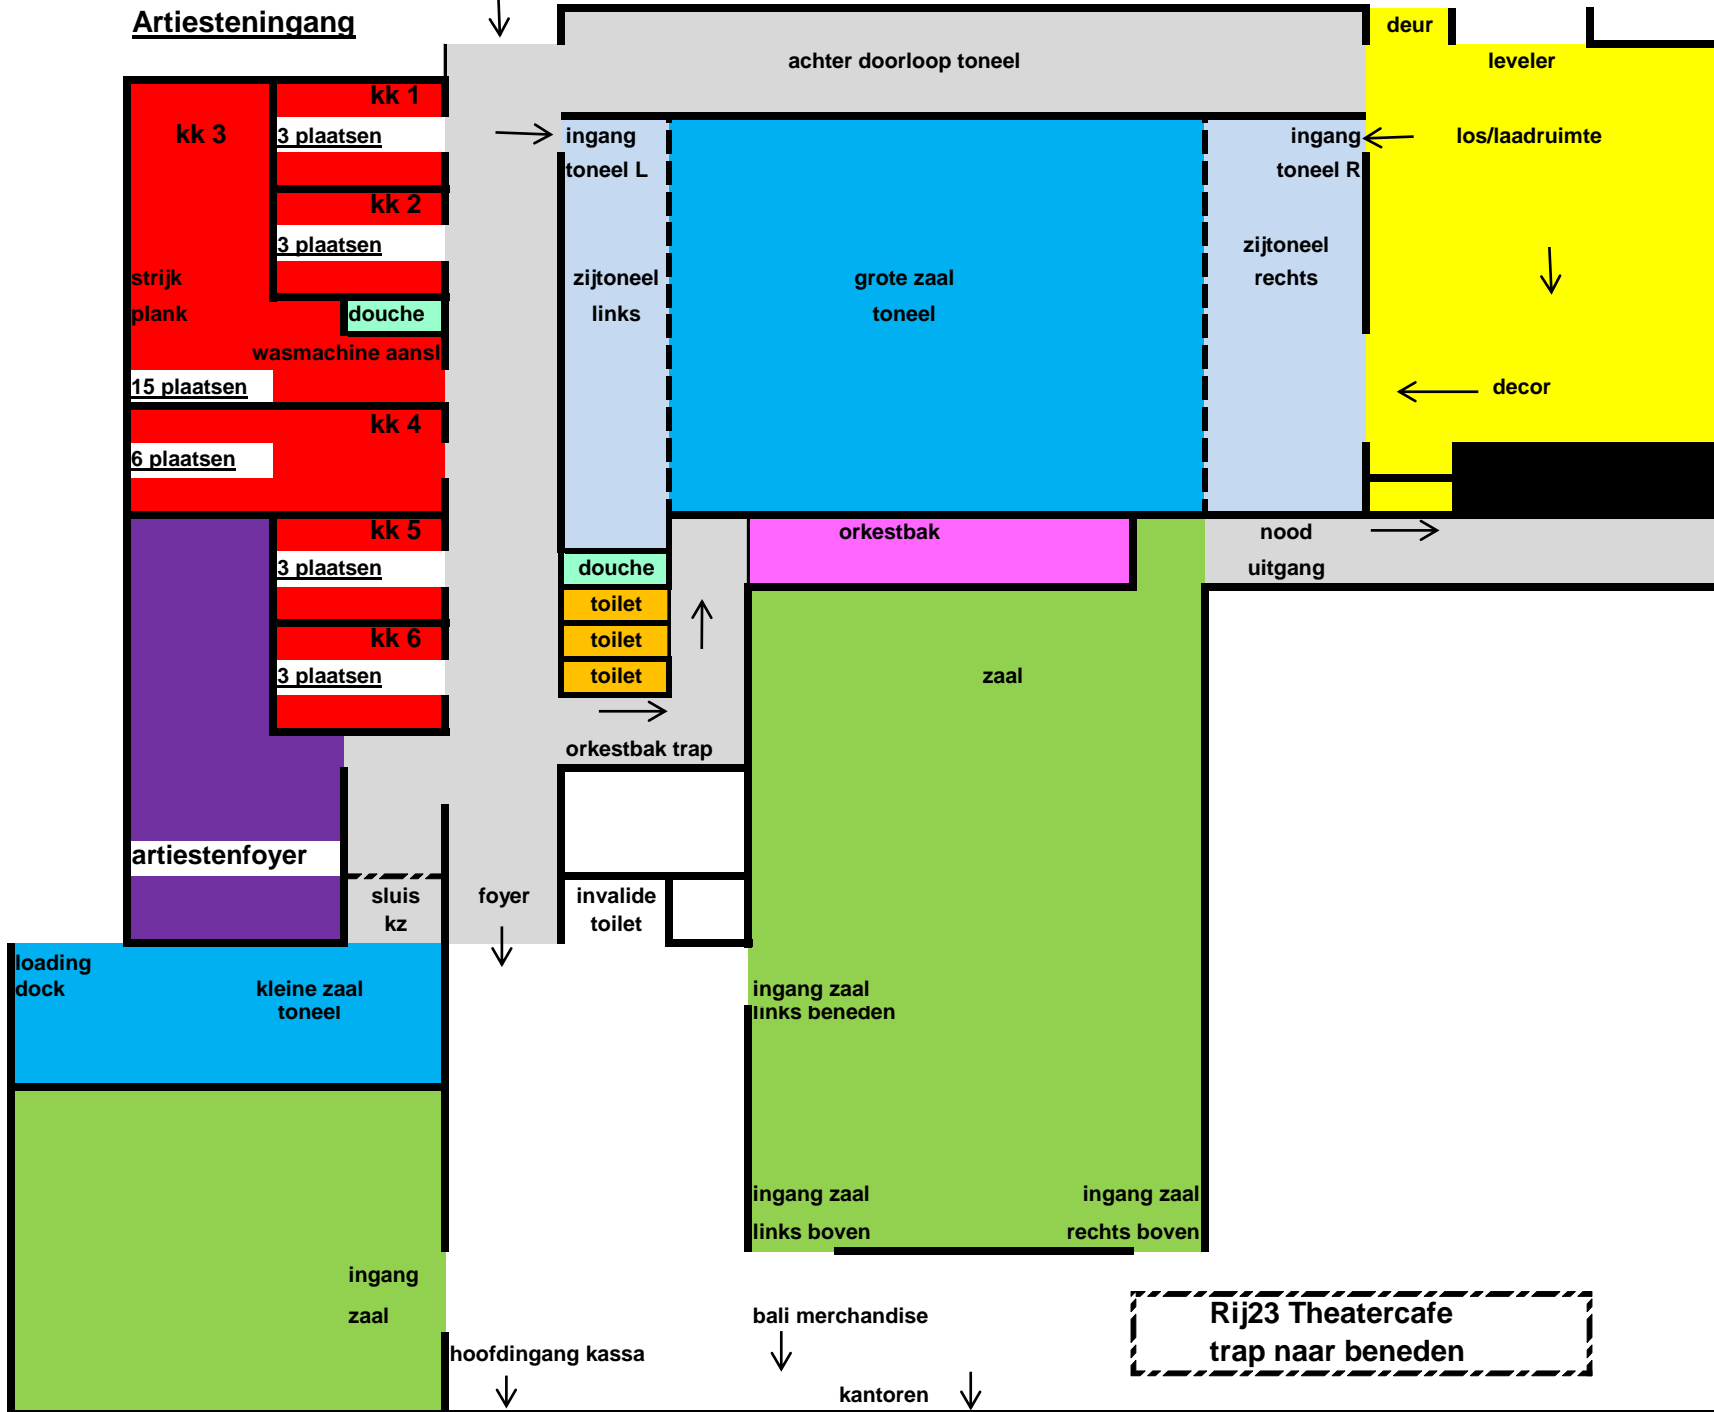 Artiesteningang
deur
achter doorloop toneel
leveler
kk 1
kk 3
3 plaatsen
ingang
toneel L
ingang
toneel R
los/laadruimte
kk 2
3 plaatsen
zijtoneel
rechts
strijk
plank
zijtoneel
links
grote zaal
toneel
douche
wasmachine aansl
15 plaatsen
decor
kk 4
6 plaatsen
kk 5
orkestbak
nood
uitgang
3 plaatsen
douche
toilet
kk 6
toilet
3 plaatsen
toilet
zaal
orkestbak trap
artiestenfoyer
sluis
kz
foyer
invalide
toilet
loading
dock
kleine zaal
toneel
ingang zaal
links beneden
ingang zaal
links boven
ingang zaal
rechts boven
ingang
zaal
bali merchandise
Rij23 Theatercafe
trap naar beneden
hoofdingang kassa
kantoren